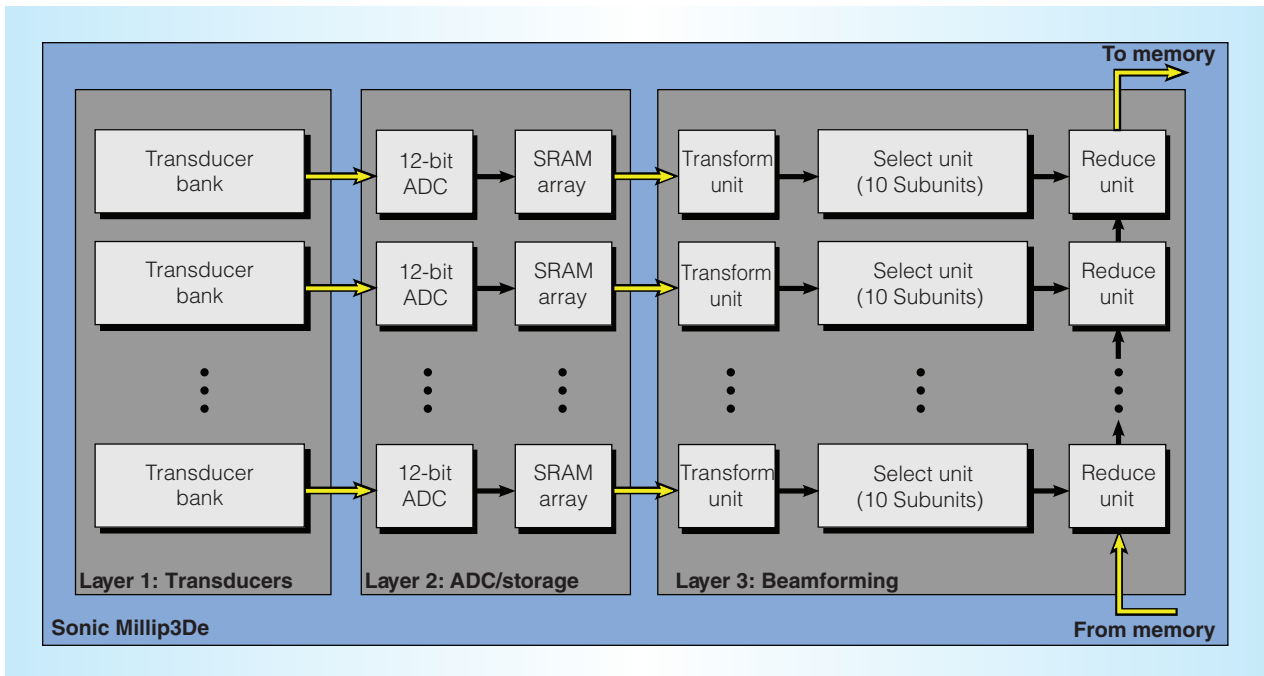 To memory
Transducer
bank
12-bit
ADC
SRAM
array
Transform
unit
Select unit
(10 Subunits)
Reduce
unit
Transducer
bank
12-bit
ADC
SRAM
array
Transform
unit
Select unit
(10 Subunits)
Reduce
unit
Transducer
bank
12-bit
ADC
SRAM
array
Transform
unit
Select unit
(10 Subunits)
Reduce
unit
Layer 1: Transducers
Layer 2: ADC/storage
Layer 3: Beamforming
Sonic Millip3De
From memory